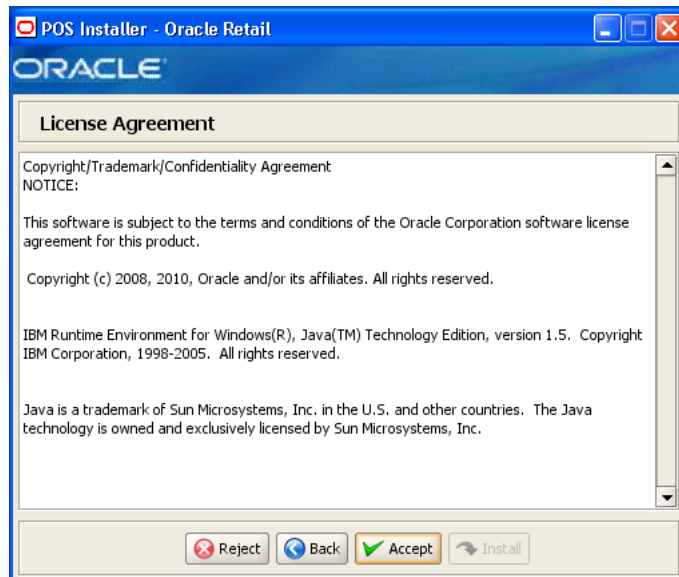 POS Installer - Oracle Retail
ORACLE
License Agreement
Copyright/Trademark/Confidentiality Agreement
NOTICE:
This software is subject to the terms and conditions of the Oracle Corporation software license
agreement for this product.
Copyright (c) 2008, 2010, Oracle and/or its affiliates. All rights reserved.
IBM Runtime Environment for Windows(R), Java(TM) Technology Edition, version 1.5.  Copyright
IBM Corporation, 1998-2005.  All rights reserved.
Java is a trademark of Sun Microsystems, Inc. in the U.S. and other countries.  The Java
technology is owned and exclusively licensed by Sun Microsystems, Inc.
Reject Back Accept Install